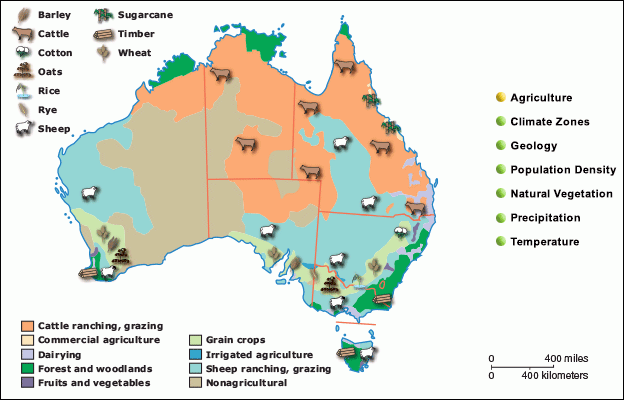 Barley
Sugarcane
Cattle
Timber
Cotton
Wheat
Oats
Rice
Rye
Sheep
Agriculture
Climate Zones
Geology
Population Density
Natural Vegetation
Precipitation
Temperature
Cattle ranching, grazing
Commercial agriculture
Dairying
Forest and woodlands
Fruits and vegetables
Grain crops
Irrigated agriculture
Sheep ranching, grazing
Nonagricultural
0 400 miles
0 400 kilometers